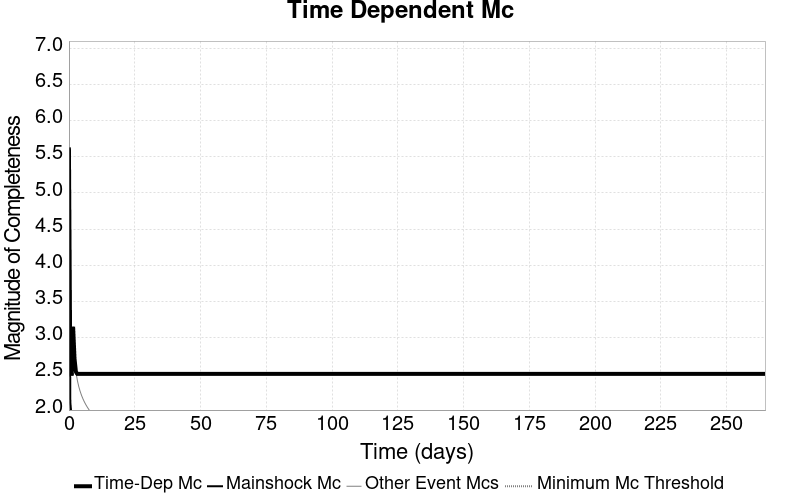 Time Dependent Mc
Magnitude of Completeness
7.0
6.5
6.0
5.5
5.0
4.5
4.0
3.5
3.0
2.5
2.0
0 25 50 75 100 125 150 175 200 225 250
Time (days)
Time-Dep Mc Mainshock Mc Other Event Mcs Minimum Mc Threshold